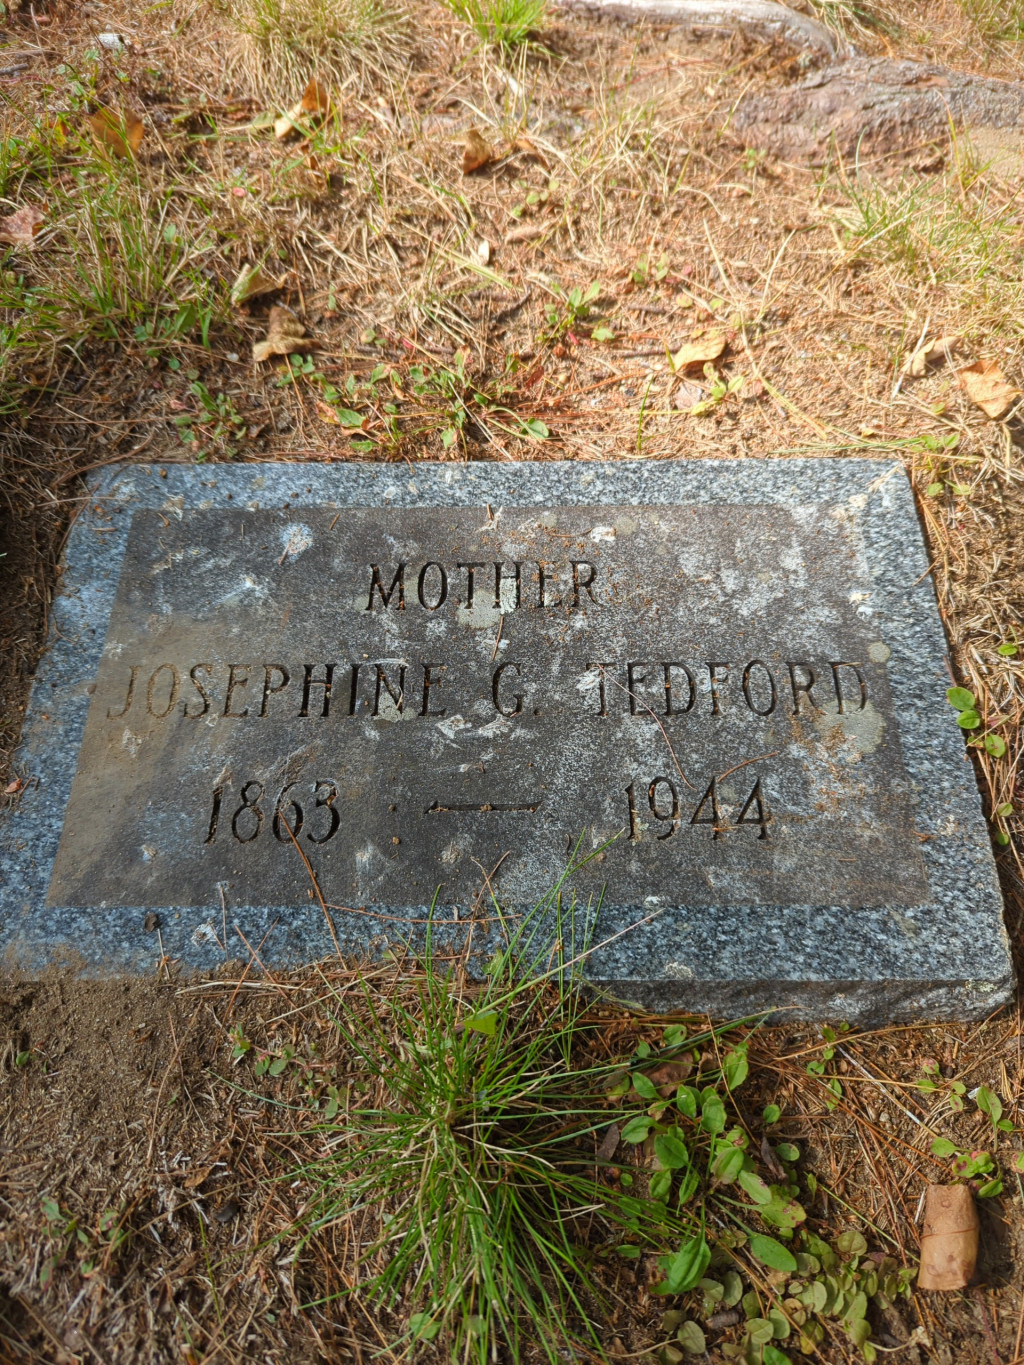 MOTHER
JOSEPHINE G. TEDFORD
1863 — 1944